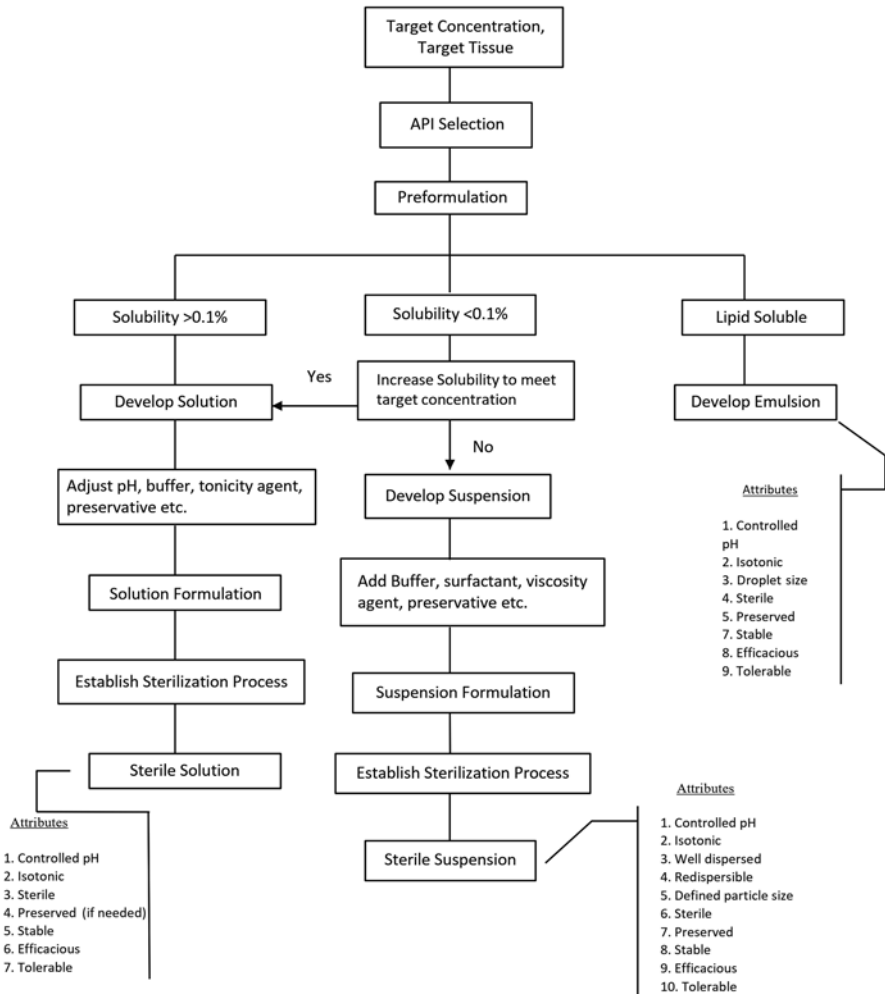 Target Concentration,
Target Tissue
API Selection
Preformulation
Solubility >0.1%
Solubility <0.1%
Lipid Soluble
Yes
Increase Solubility to meet
target concentration
Develop Solution
Develop Emulsion
No
Adjust pH, buffer, tonicity agent,
preservative etc.
Develop Suspension
Attributes
1. Controlled
pH
2. Isotonic
3. Droplet size
4. Sterile
5. Preserved
7. Stable
8. Efficacious
9. Tolerable
Solution Formulation
Add Buffer, surfactant, viscosity
agent, preservative etc.
Establish Sterilization Process
Suspension Formulation
Sterile Solution
Establish Sterilization Process
Sterile Suspension
Attributes
1. Controlled pH
2. Isotonic
3. Sterile
4. Preserved (if needed)
5. Stable
6. Efficacious
7. Tolerable
Attributes
1. Controlled pH
2. Isotonic
3. Well dispersed
4. Redispersible
5. Defined particle size
6. Sterile
7. Preserved
8. Stable
9. Efficacious
10. Tolerable